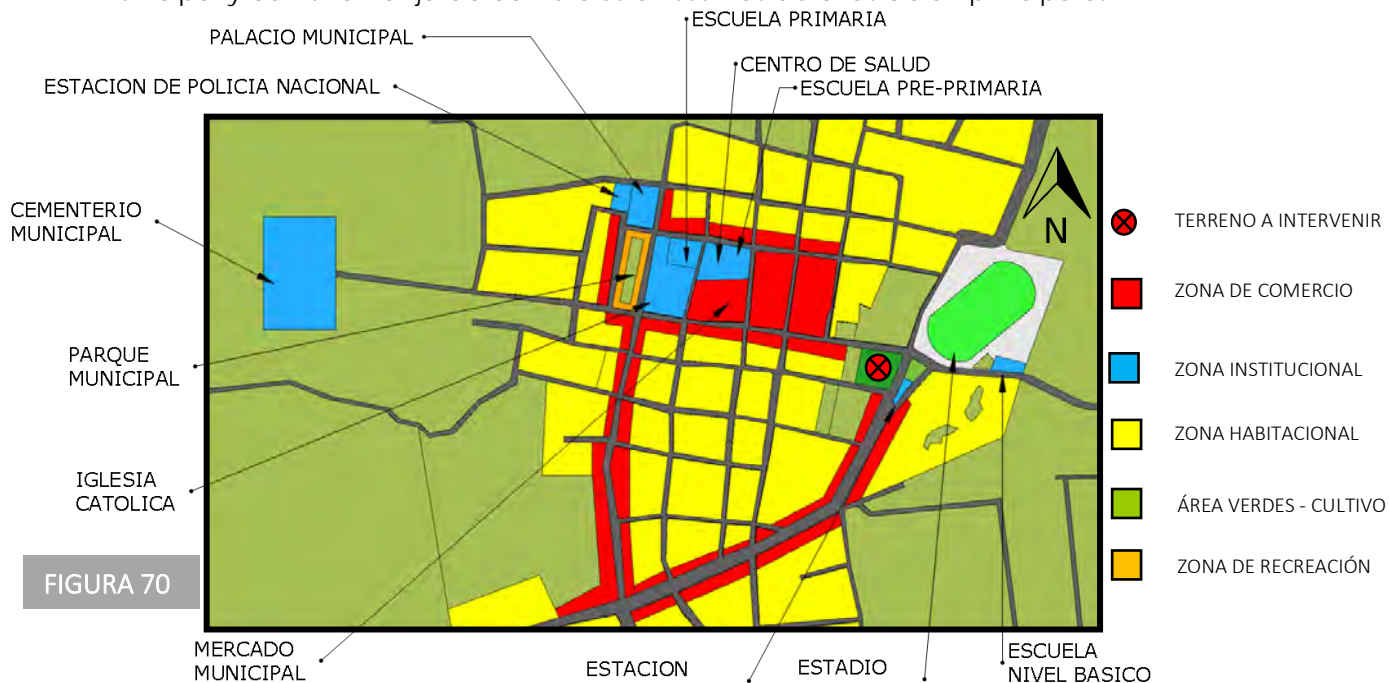 ESCUELA PRIMARIA
PALACIO MUNICIPAL
CENTRO DE SALUD
ESTACION DE POLICIA NACIONAL
ESCUELA PRE-PRIMARIA
CEMENTERIO
MUNICIPAL
N
TERRENO A INTERVENIR
ZONA DE COMERCIO
PARQUE
MUNICIPAL
ZONA INSTITUCIONAL
ZONA HABITACIONAL
IGLESIA
CATOLICA
ÁREA VERDES - CULTIVO
FIGURA 70
ZONA DE RECREACIÓN
MERCADO
MUNICIPAL
ESTACION
ESTADIO
ESCUELA
NIVEL BASICO